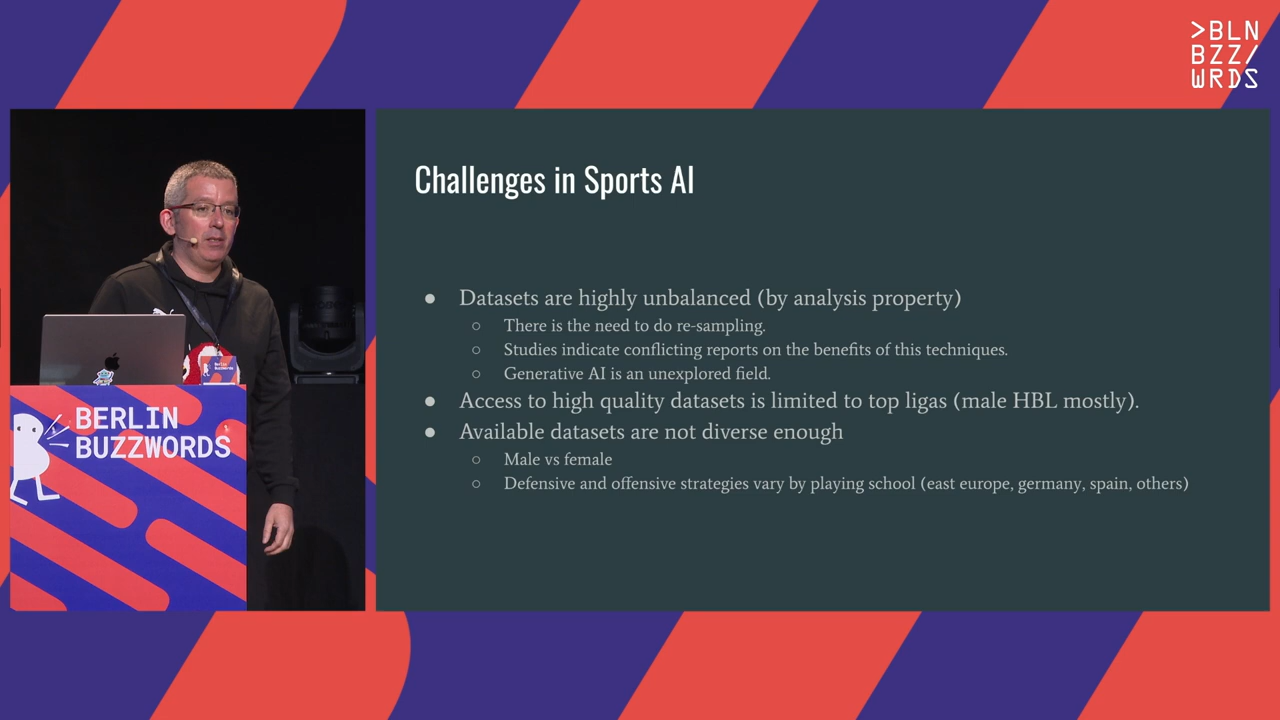 >BLN
BZZ/
WRDS
Challenges in Sports AI
● Datasets are highly unbalanced (by analysis property)
○ There is the need to do re-sampling.
○ Studies indicate conflicting reports on the benefits of this techniques.
○ Generative AI is an unexplored field.
● Access to high quality datasets is limited to top ligas (male HBL mostly).
● Available datasets are not diverse enough
○ Male vs female
○ Defensive and offensive strategies vary by playing school (east europe, germany, spain, others)
Berlin
Buzzwords
BERLIN
BUZZWORDS